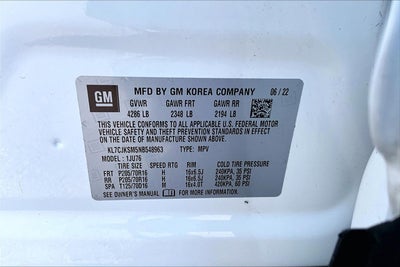 GM
MFD BY GM KOREA COMPANY 06 / 22
GVWR GAWR FRT GAWR RR
4286 LB 2348 LB 2194 LB
THIS VEHICLE CONFORMS TO ALL APPLICABLE U.S. FEDERAL MOTOR
VEHICLE SAFETY AND THEFT PREVENTION STANDARDS IN
EFFECT ON THE DATE OF MANUFACTURE SHOWN ABOVE.
KL7CJKSM5NB548963 TYPE: MPV
MODEL: 1JU76
TIRE SIZE SPEED RTG RIM COLD TIRE PRESSURE
FRT P205/70R16 H 16x6.5J 240KPA, 35 PSI
RR P205/70R16 H 16x6.5J 240KPA, 35 PSI
SPA T125/70D16 M 16x4.0T 420KPA, 60 PSI
SEE OWNER'S MANUAL FOR MORE INFORMATION.